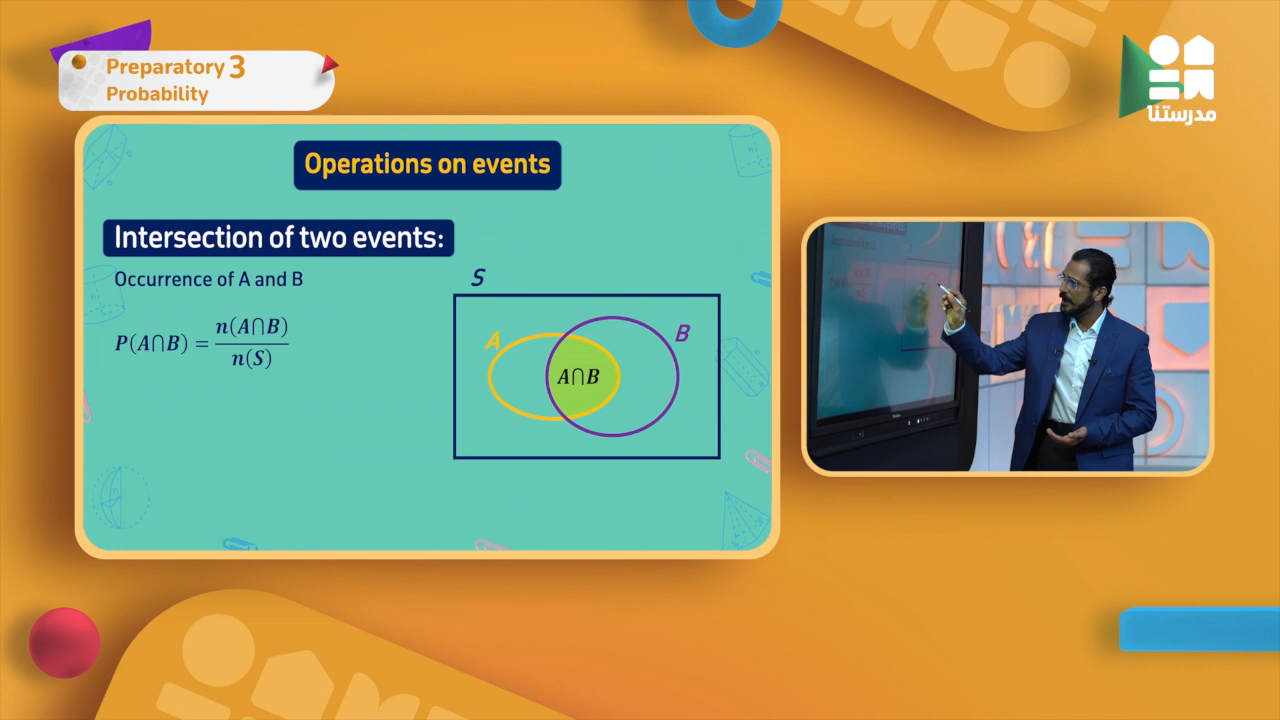 Preparatory 3
Probability
مدرستنا
Operations on events
Intersection of two events:
Occurrence of A and B
P(A∩B) = n(A∩B) / n(S)
S
A
B
A∩B